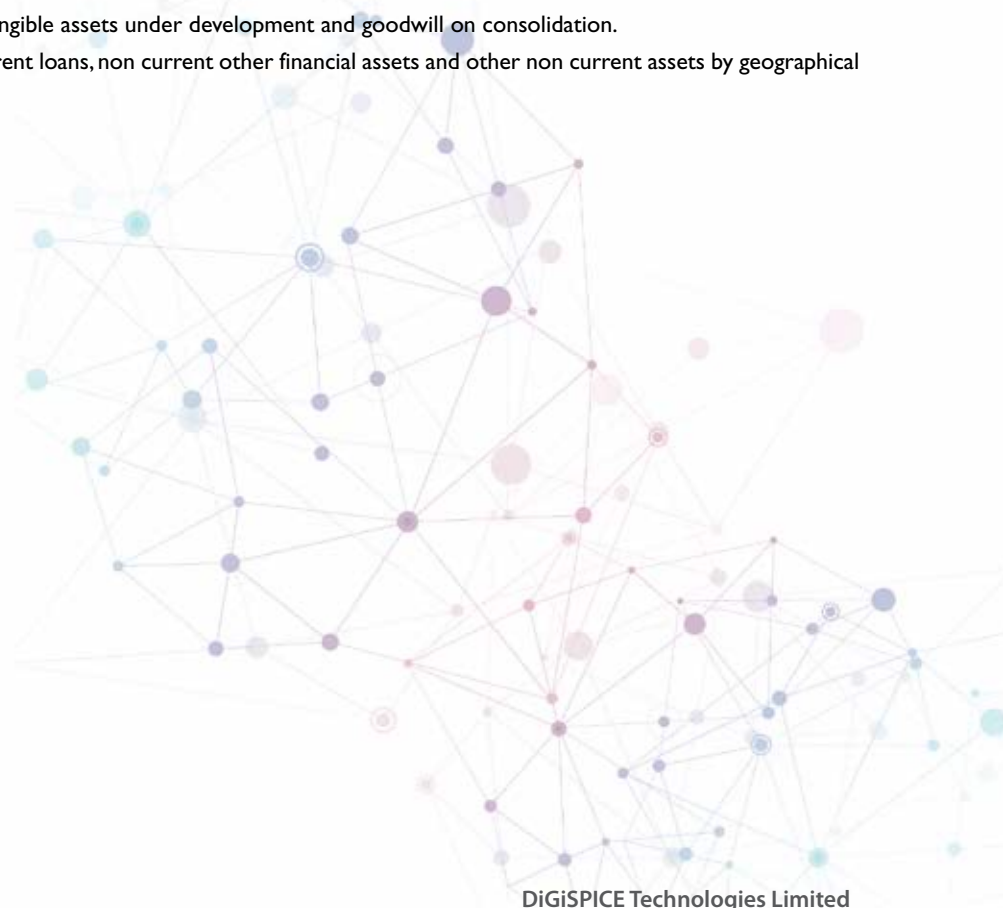 ngible assets under development and goodwill on consolidation.
rent loans, non current other financial assets and other non current assets by geographical
DiGiSPICE Technologies Limited